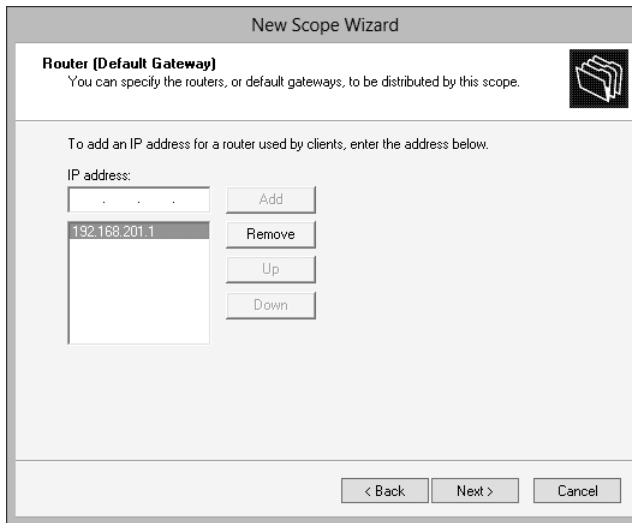 New Scope Wizard
Router (Default Gateway)
You can specify the routers, or default gateways, to be distributed by this scope.
To add an IP address for a router used by clients, enter the address below.
IP address:
. . .
Add
192.168.201.1
Remove
Up
Down
< Back
Next >
Cancel